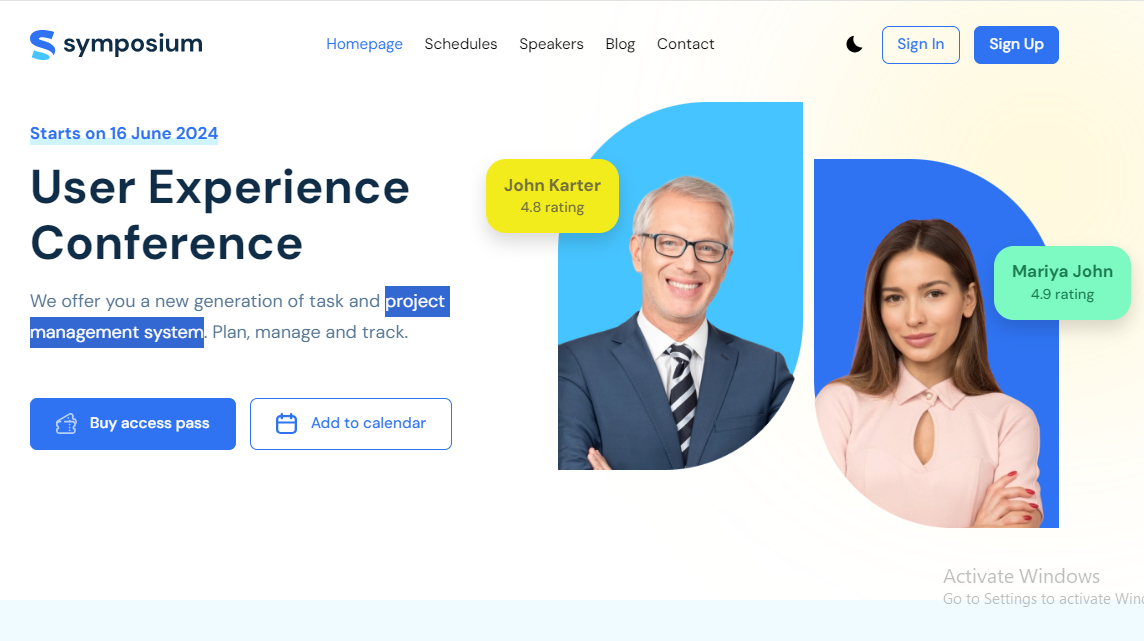 symposium
Homepage Schedules Speakers Blog Contact
Sign In Sign Up
Starts on 16 June 2024
User Experience
Conference
We offer you a new generation of task and project
management system. Plan, manage and track.
Buy access pass Add to calendar
John Karter
4.8 rating
Mariya John
4.9 rating
Activate Windows
Go to Settings to activate